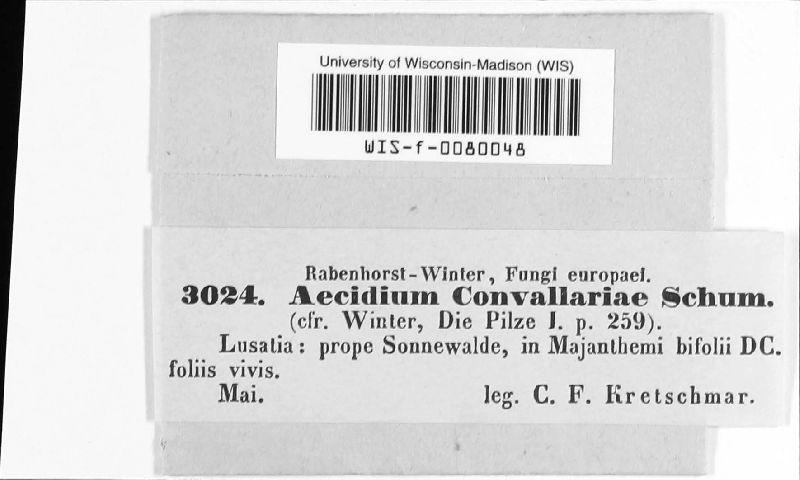 University of Wisconsin-Madison (WIS)
WIS-f-0080048
Rabenhorst-Winter, Fungi europaei.
3024. Aecidium Convallariae Schum.
(cfr. Winter, Die Pilze I. p. 259).
Lusatia: prope Sonnewalde, in Majanthemi bifolii DC.
foliis vivis.
Mai. leg. C. F. Kretschmar.